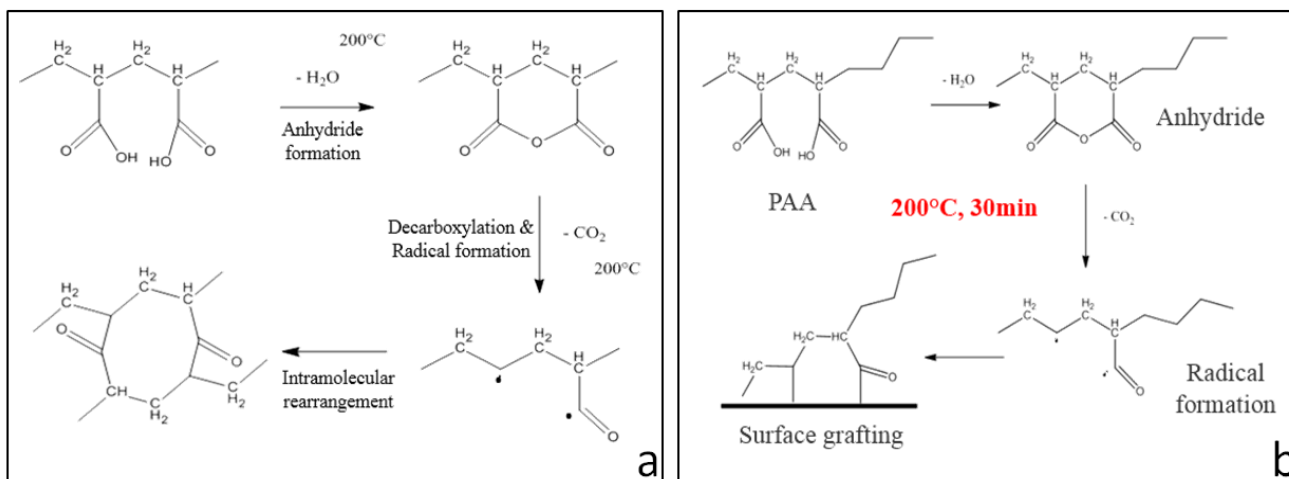 H₂
C
H₂
C
H
C
H
C
O
OH
HO
O
200°C
- H₂O
Anhydride
formation
H₂
C
H₂
C
H
C
H
C
O
O
O
Decarboxylation &
Radical formation
- CO₂
200°C
H₂
C
H₂
C
H
C
O
Intramolecular
rearrangement
H₂
C
H₂
C
H
C
O
O
CH
C
H₂
C
H₂
a
H₂
C
H₂
C
H
C
H
C
O
OH
HO
O
PAA
- H₂O
H₂
C
H₂
C
H
C
H
C
O
O
O
Anhydride
200°C, 30min
- CO₂
H₂
C
H₂
C
H
C
O
Radical
formation
H₂C
HC
H₂C
O
Surface grafting
b